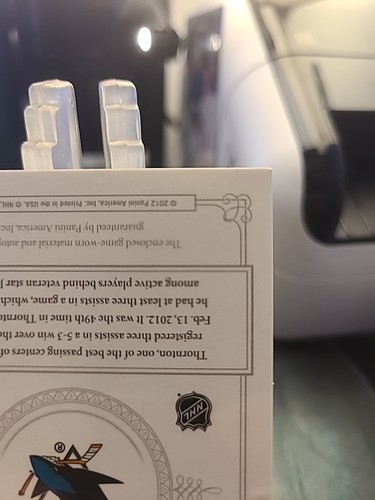 NHL
Thornton, one of the best passing centers of
registered three assists in a 5-3 win over the
Feb. 13, 2012. It was the 49th time in Thornt
he had at least three assists in a game, which
among active players behind veteran star J
The enclosed game-worn material and autog
guaranteed by Panini America, Inc
© 2012 Panini America, Inc. Printed in the USA. © NHL,